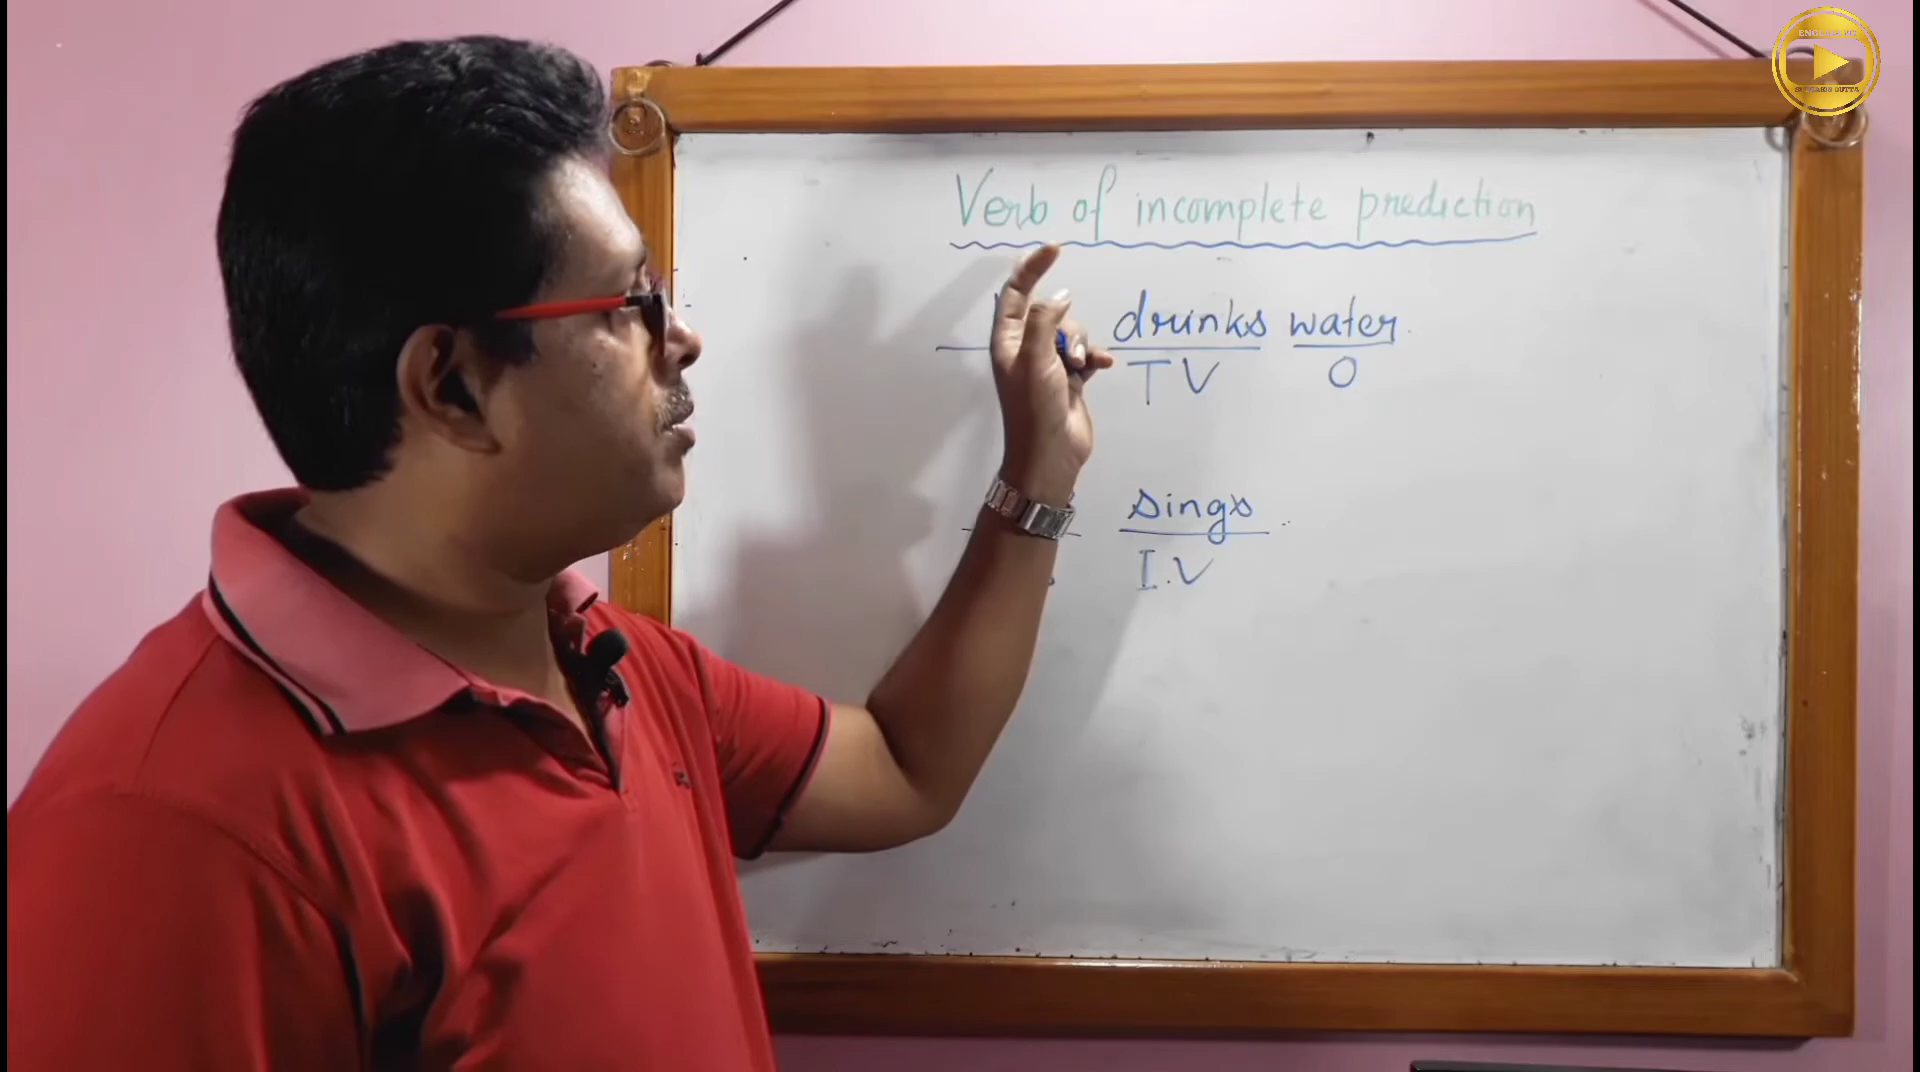 Verb of incomplete prediction
drinks water.
TV O
sings
I.V